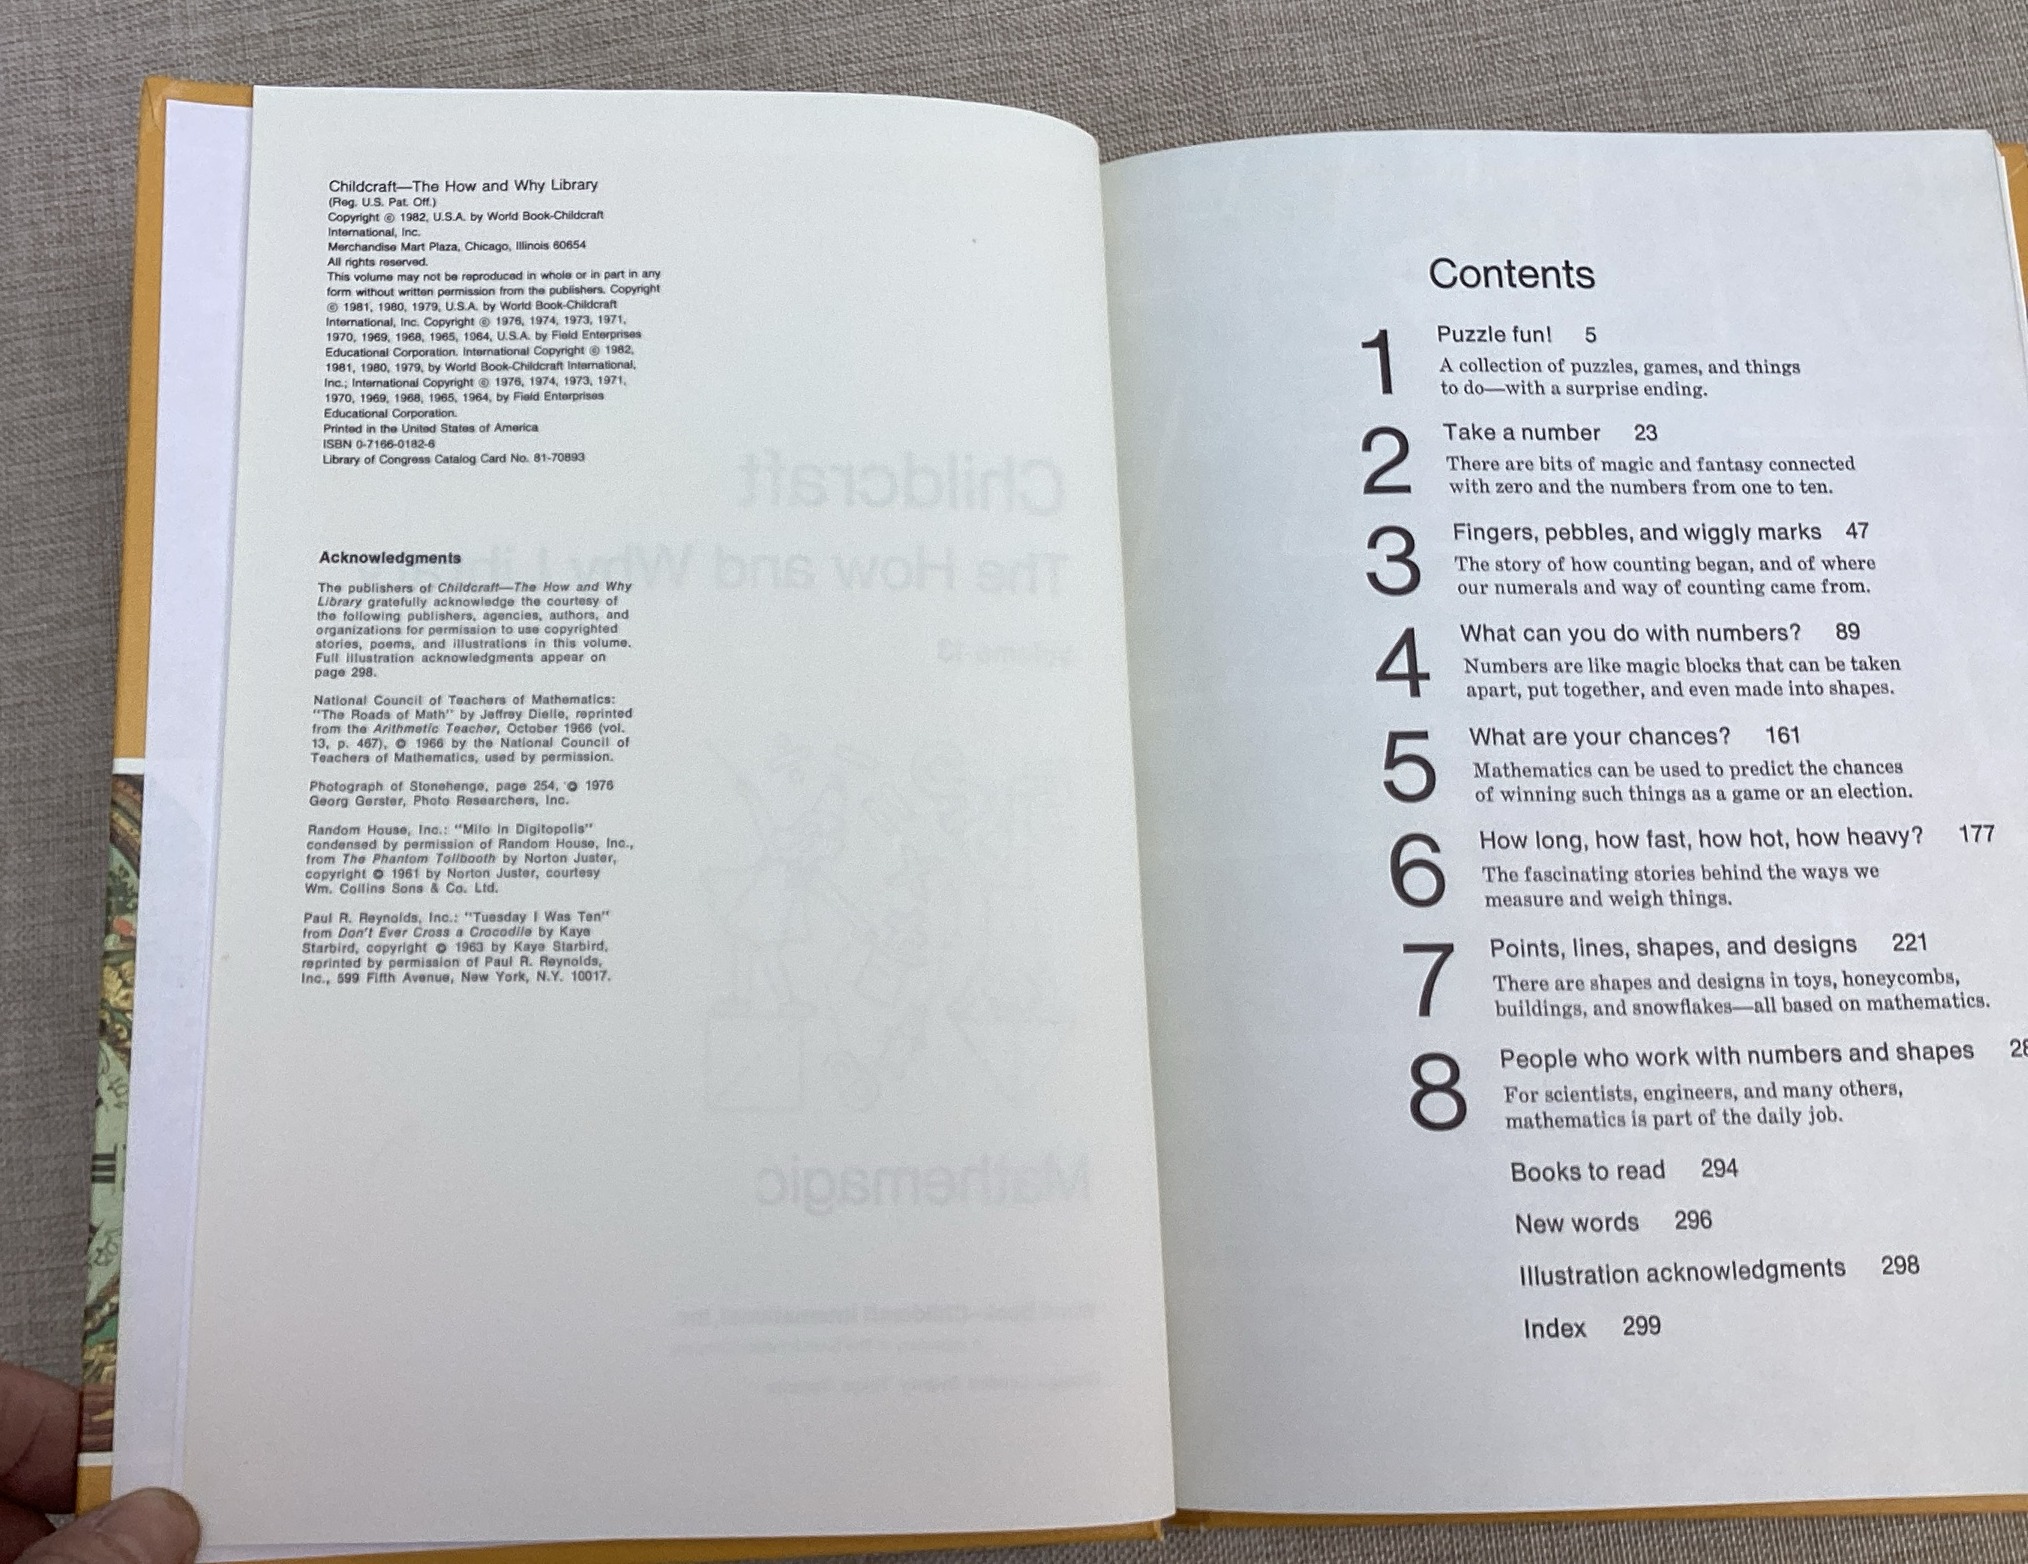 Childcraft—The How and Why Library
(Reg. U.S. Pat. Off.)
Copyright © 1982, U.S.A. by World Book-Childcraft
International, Inc.
Merchandise Mart Plaza, Chicago, Illinois 60654
All rights reserved.
This volume may not be reproduced in whole or in part in any
form without written permission from the publishers. Copyright
© 1981, 1980, 1979, U.S.A. by World Book-Childcraft
International, Inc. Copyright © 1976, 1974, 1973, 1971,
1970, 1969, 1968, 1965, 1964, U.S.A. by Field Enterprises
Educational Corporation. International Copyright © 1982,
1981, 1980, 1979, by World Book-Childcraft International,
Inc.; International Copyright © 1976, 1974, 1973, 1971,
1970, 1969, 1968, 1965, 1964, by Field Enterprises
Educational Corporation.
Printed in the United States of America
ISBN 0-7166-0182-6
Library of Congress Catalog Card No. 81-70893
Acknowledgments
The publishers of Childcraft—The How and Why
Library gratefully acknowledge the courtesy of
the following publishers, agencies, authors, and
organizations for permission to use copyrighted
stories, poems, and illustrations in this volume.
Full illustration acknowledgments appear on
page 298.
National Council of Teachers of Mathematics:
"The Roads of Math" by Jeffrey Dielle, reprinted
from the Arithmetic Teacher, October 1966 (vol.
13, p. 467), © 1966 by the National Council of
Teachers of Mathematics, used by permission.
Photograph of Stonehenge, page 254, © 1976
Georg Gerster, Photo Researchers, Inc.
Random House, Inc.: "Milo in Digitopolis"
condensed by permission of Random House, Inc.,
from The Phantom Tollbooth by Norton Juster,
copyright © 1961 by Norton Juster, courtesy
Wm. Collins Sons & Co. Ltd.
Paul R. Reynolds, Inc.: "Tuesday I Was Ten"
from Don't Ever Cross a Crocodile by Kaye
Starbird, copyright © 1963 by Kaye Starbird,
reprinted by permission of Paul R. Reynolds,
Inc., 599 Fifth Avenue, New York, N.Y. 10017.
Contents
1 Puzzle fun! 5
A collection of puzzles, games, and things
to do—with a surprise ending.
2 Take a number 23
There are bits of magic and fantasy connected
with zero and the numbers from one to ten.
3 Fingers, pebbles, and wiggly marks 47
The story of how counting began, and of where
our numerals and way of counting came from.
4 What can you do with numbers? 89
Numbers are like magic blocks that can be taken
apart, put together, and even made into shapes.
5 What are your chances? 161
Mathematics can be used to predict the chances
of winning such things as a game or an election.
6 How long, how fast, how hot, how heavy? 177
The fascinating stories behind the ways we
measure and weigh things.
7 Points, lines, shapes, and designs 221
There are shapes and designs in toys, honeycombs,
buildings, and snowflakes—all based on mathematics.
8 People who work with numbers and shapes
For scientists, engineers, and many others,
mathematics is part of the daily job.
Books to read 294
New words 296
Illustration acknowledgments 298
Index 299